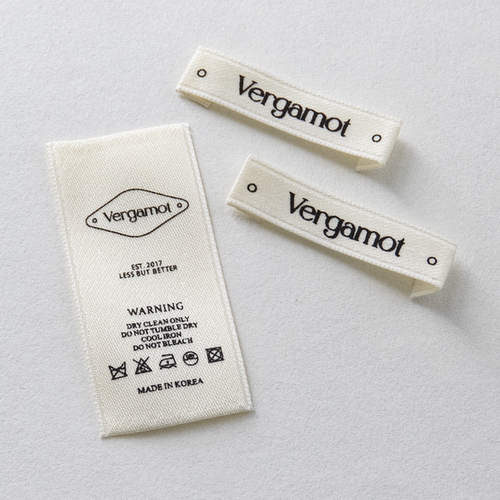 Vergamot
Vergamot
Vergamot
EST. 2017
LESS BUT BETTER
WARNING
DRY CLEAN ONLY
DO NOT TUMBLE DRY
COOL IRON
DO NOT BLEACH
MADE IN KOREA